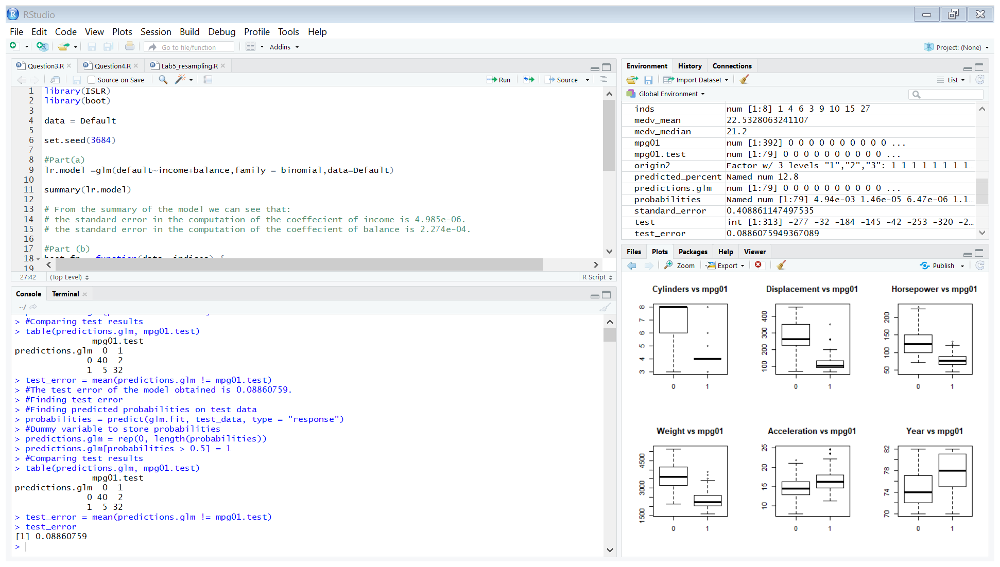 RStudio
File Edit Code View Plots Session Build Debug Profile Tools Help
Go to file/function Addins Project: (None)
Question3.R Question4.R Lab5_resampling.R
Source on Save Run Source
1 library(ISLR)
2 library(boot)
3
4 data = Default
5
6 set.seed(3684)
7
8 #Part(a)
9 lr.model =glm(default~income+balance,family = binomial,data=Default)
10
11 summary(lr.model)
12
13 # From the summary of the model we can see that:
14 # the standard error in the computation of the coeffecient of income is 4.985e-06.
15 # the standard error in the computation of the coeffecient of balance is 2.274e-04.
16
17 #Part (b)
18
19
27:42 (Top Level) R Script
Console Terminal
~/
> #Comparing test results
> table(predictions.glm, mpg01.test)
mpg01.test
predictions.glm 0 1
0 40 2
1 5 32
> test_error = mean(predictions.glm != mpg01.test)
> #The test error of the model obtained is 0.08860759.
> #Finding test error
> #Finding predicted probabilities on test data
> probabilities = predict(glm.fit, test_data, type = "response")
> #Dummy variable to store probabilities
> predictions.glm = rep(0, length(probabilities))
> predictions.glm[probabilities > 0.5] = 1
> #Comparing test results
> table(predictions.glm, mpg01.test)
mpg01.test
predictions.glm 0 1
0 40 2
1 5 32
> test_error = mean(predictions.glm != mpg01.test)
> test_error
[1] 0.08860759
>
Environment History Connections
Import Dataset List
Global Environment
inds num [1:8] 1 4 6 3 9 10 15 27
medv_mean 22.5328063241107
medv_median 21.2
mpg01 num [1:392] 0 0 0 0 0 0 0 0 0 0 ...
mpg01.test num [1:79] 0 0 0 0 0 0 0 0 0 0 ...
origin2 Factor w/ 3 levels "1","2","3": 1 1 1 1 1 1 1 1…
predicted_percent Named num 12.8
predictions.glm num [1:79] 0 0 0 0 0 0 0 0 0 0 ...
probabilities Named num [1:79] 4.94e-03 1.46e-05 6.47e-06 1.1…
standard_error 0.408861147497535
test int [1:313] -277 -32 -184 -145 -42 -253 -320 -2…
test_error 0.0886075949367089
Files Plots Packages Help Viewer
Zoom Export Publish
Cylinders vs mpg01
8
7
6
5
4
3
0 1
Displacement vs mpg01
400
300
200
100
0 1
Horsepower vs mpg01
200
150
100
50
0 1
Weight vs mpg01
4500
3000
1500
0 1
Acceleration vs mpg01
25
20
15
10
0 1
Year vs mpg01
82
78
74
70
0 1